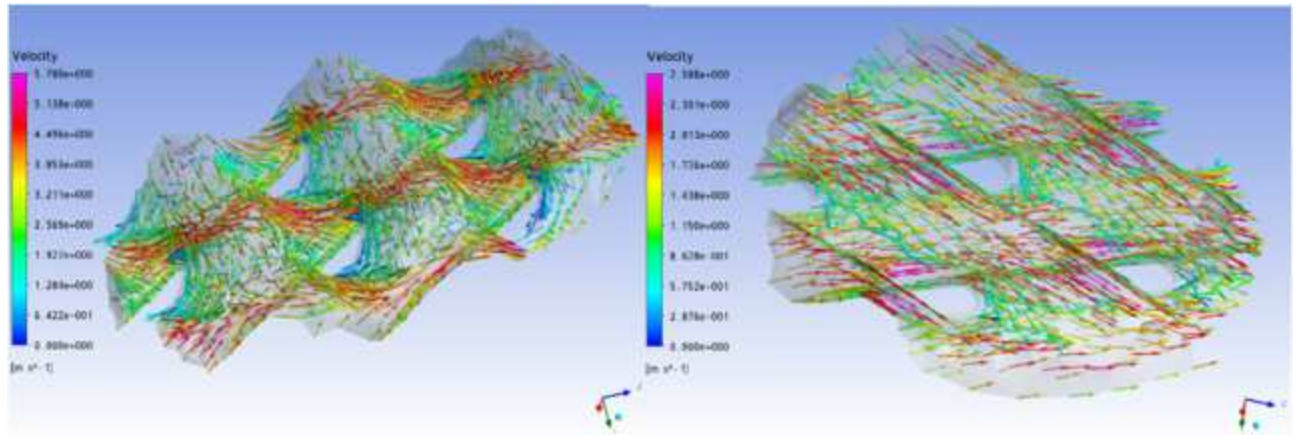 Velocity
5.780e+000
5.138e+000
4.496e+000
3.853e+000
3.211e+000
2.569e+000
1.927e+000
1.284e+000
6.422e-001
0.000e+000
[m s^-1]
Velocity
2.588e+000
2.301e+000
2.013e+000
1.726e+000
1.438e+000
1.150e+000
8.628e-001
5.752e-001
2.876e-001
0.000e+000
[m s^-1]